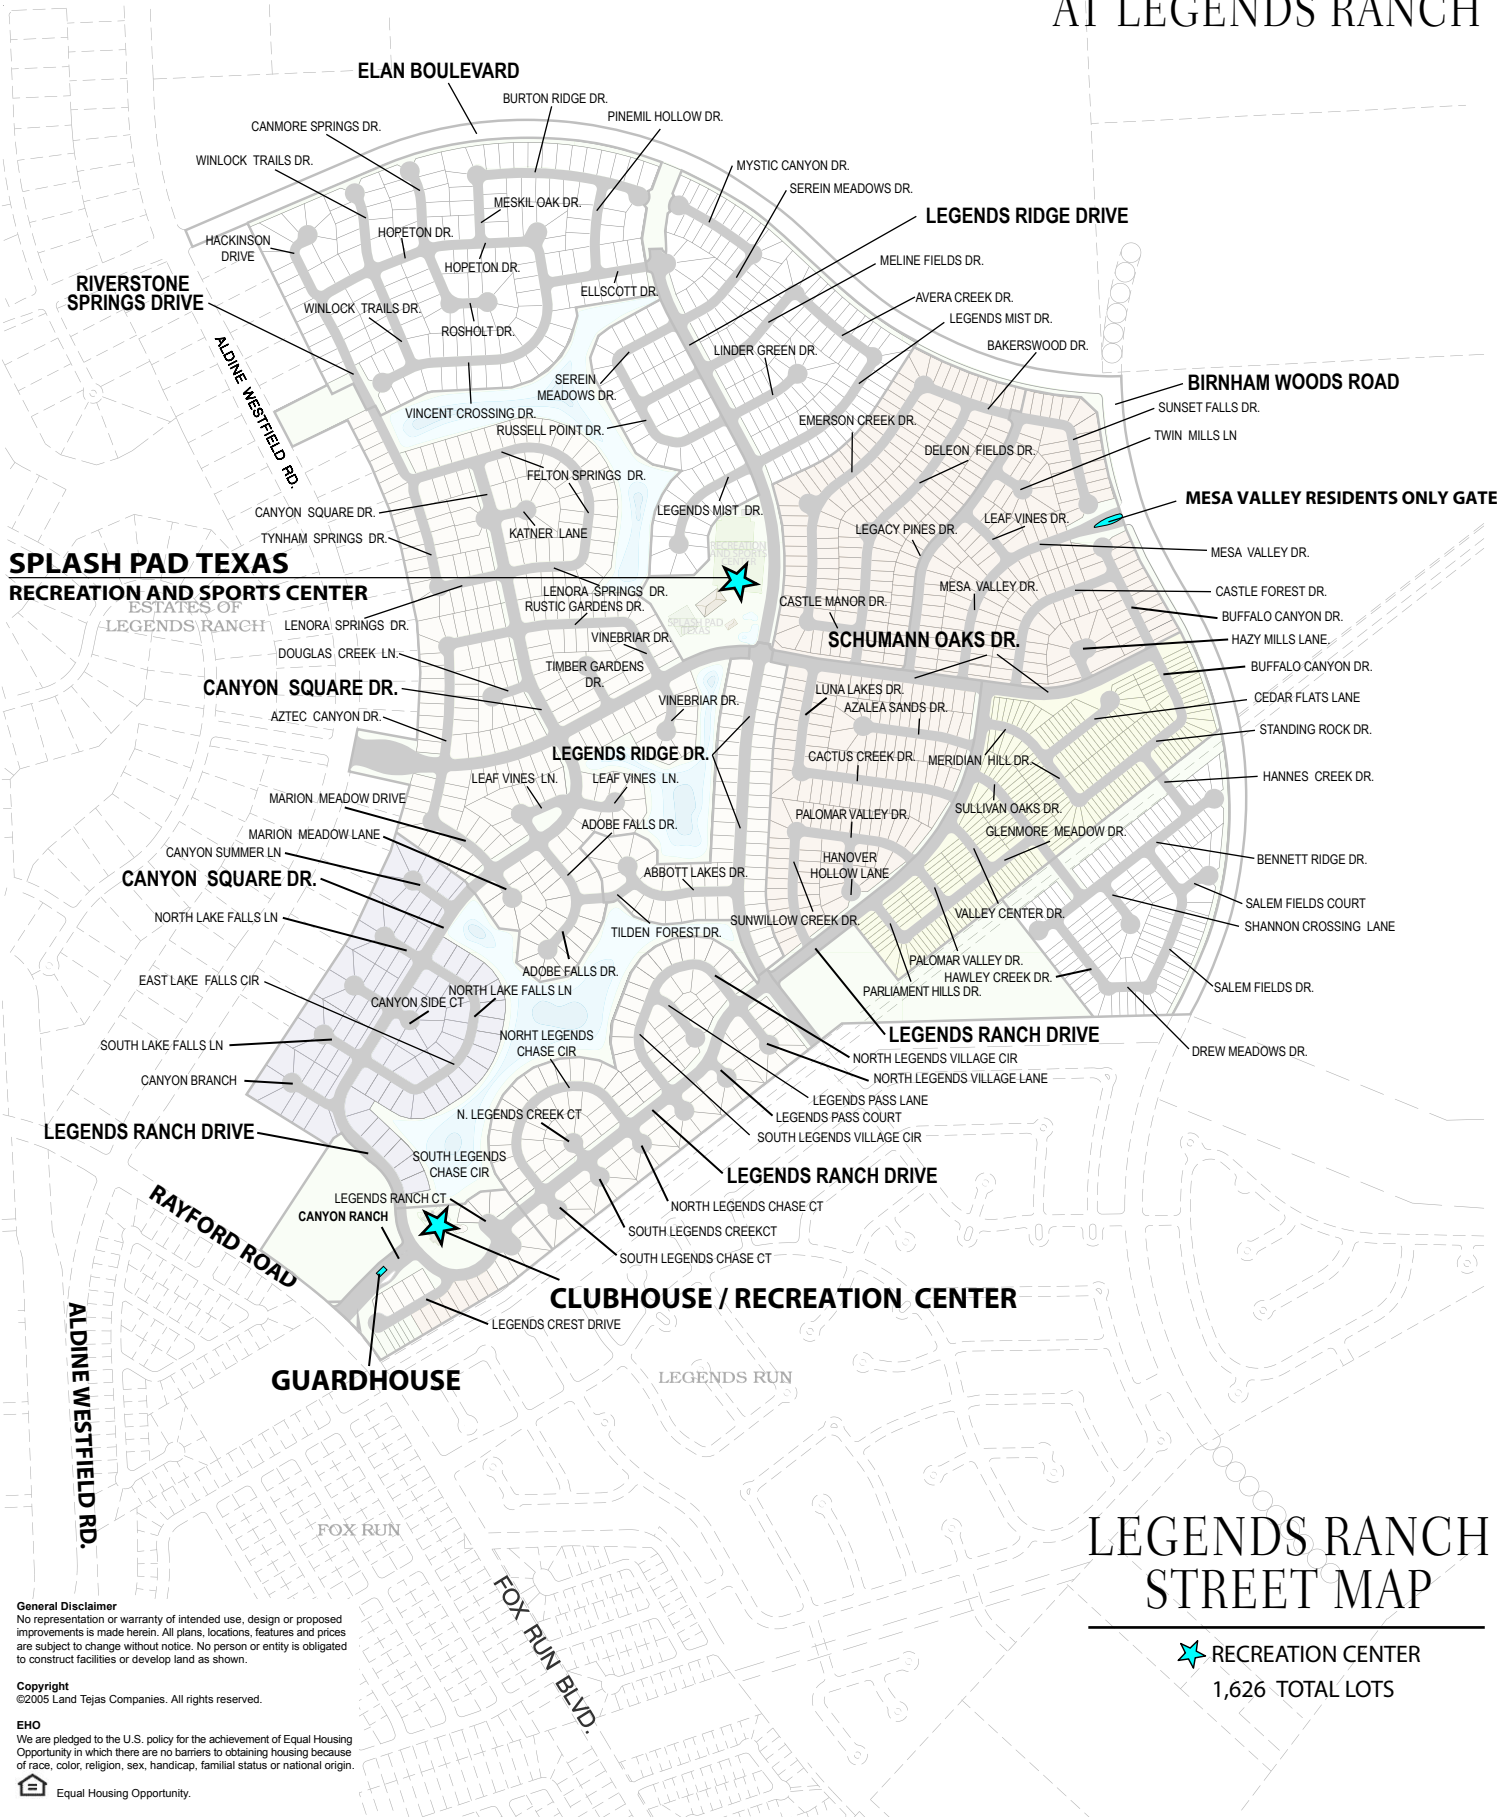 AT LEGENDS RANCH
ELAN BOULEVARD
BURTON RIDGE DR.
PINEMIL HOLLOW DR.
CANMORE SPRINGS DR.
WINLOCK TRAILS DR.
MYSTIC CANYON DR.
SEREIN MEADOWS DR.
MESKIL OAK DR.
LEGENDS RIDGE DRIVE
HOPETON DR.
HACKINSON
DRIVE
HOPETON DR.
MELINE FIELDS DR.
RIVERSTONE
SPRINGS DRIVE
ELLSCOTT DR.
AVERA CREEK DR.
WINLOCK TRAILS DR.
LEGENDS MIST DR.
ROSHOLT DR.
BAKERSWOOD DR.
ALDINE WESTFIELD RD.
LINDER GREEN DR.
SEREIN
MEADOWS DR.
BIRNHAM WOODS ROAD
SUNSET FALLS DR.
VINCENT CROSSING DR.
EMERSON CREEK DR.
RUSSELL POINT DR.
TWIN MILLS LN
DELEON FIELDS DR.
FELTON SPRINGS DR.
MESA VALLEY RESIDENTS ONLY GATE
CANYON SQUARE DR.
LEGENDS MIST DR.
LEAF VINES DR.
KATNER LANE
LEGACY PINES DR.
TYNHAM SPRINGS DR.
RECREATION
AND SPORTS
MESA VALLEY DR.
SPLASH PAD TEXAS
RECREATION AND SPORTS CENTER
MESA VALLEY DR.
LENORA SPRINGS DR.
CASTLE FOREST DR.
RUSTIC GARDENS DR.
CASTLE MANOR DR.
ESTATES OF
LEGENDS RANCH
BUFFALO CANYON DR.
LENORA SPRINGS DR.
SPLASH PAD
TEXAS
VINEBRIAR DR.
SCHUMANN OAKS DR.
HAZY MILLS LANE.
DOUGLAS CREEK LN.
TIMBER GARDENS
DR.
BUFFALO CANYON DR.
CANYON SQUARE DR.
LUNA LAKES DR.
VINEBRIAR DR.
CEDAR FLATS LANE
AZALEA SANDS DR.
AZTEC CANYON DR.
STANDING ROCK DR.
LEGENDS RIDGE DR.
CACTUS CREEK DR.
MERIDIAN HILL DR.
HANNES CREEK DR.
LEAF VINES LN.
LEAF VINES LN.
MARION MEADOW DRIVE
SULLIVAN OAKS DR.
PALOMAR VALLEY DR.
ADOBE FALLS DR.
GLENMORE MEADOW DR.
MARION MEADOW LANE
CANYON SUMMER LN
HANOVER
HOLLOW LANE
BENNETT RIDGE DR.
ABBOTT LAKES DR.
CANYON SQUARE DR.
SALEM FIELDS COURT
NORTH LAKE FALLS LN
VALLEY CENTER DR.
SUNWILLOW CREEK DR.
SHANNON CROSSING LANE
TILDEN FOREST DR.
PALOMAR VALLEY DR.
ADOBE FALLS DR.
HAWLEY CREEK DR.
EAST LAKE FALLS CIR
NORTH LAKE FALLS LN
PARLIAMENT HILLS DR.
SALEM FIELDS DR.
CANYON SIDE CT
NORHT LEGENDS
CHASE CIR
LEGENDS RANCH DRIVE
SOUTH LAKE FALLS LN
DREW MEADOWS DR.
NORTH LEGENDS VILLAGE CIR
CANYON BRANCH
NORTH LEGENDS VILLAGE LANE
LEGENDS PASS LANE
N. LEGENDS CREEK CT
LEGENDS PASS COURT
LEGENDS RANCH DRIVE
SOUTH LEGENDS VILLAGE CIR
SOUTH LEGENDS
CHASE CIR
LEGENDS RANCH DRIVE
RAYFORD ROAD
LEGENDS RANCH CT
NORTH LEGENDS CHASE CT
CANYON RANCH
SOUTH LEGENDS CREEKCT
SOUTH LEGENDS CHASE CT
CLUBHOUSE / RECREATION CENTER
LEGENDS CREST DRIVE
ALDINE WESTFIELD RD.
GUARDHOUSE
LEGENDS RUN
FOX RUN
FOX RUN BLVD.
LEGENDS RANCH
STREET MAP
RECREATION CENTER
1,626 TOTAL LOTS
General Disclaimer
No representation or warranty of intended use, design or proposed
improvements is made herein. All plans, locations, features and prices
are subject to change without notice. No person or entity is obligated
to construct facilities or develop land as shown.
Copyright
©2005 Land Tejas Companies. All rights reserved.
EHO
We are pledged to the U.S. policy for the achievement of Equal Housing
Opportunity in which there are no barriers to obtaining housing because
of race, color, religion, sex, handicap, familial status or national origin.
Equal Housing Opportunity.